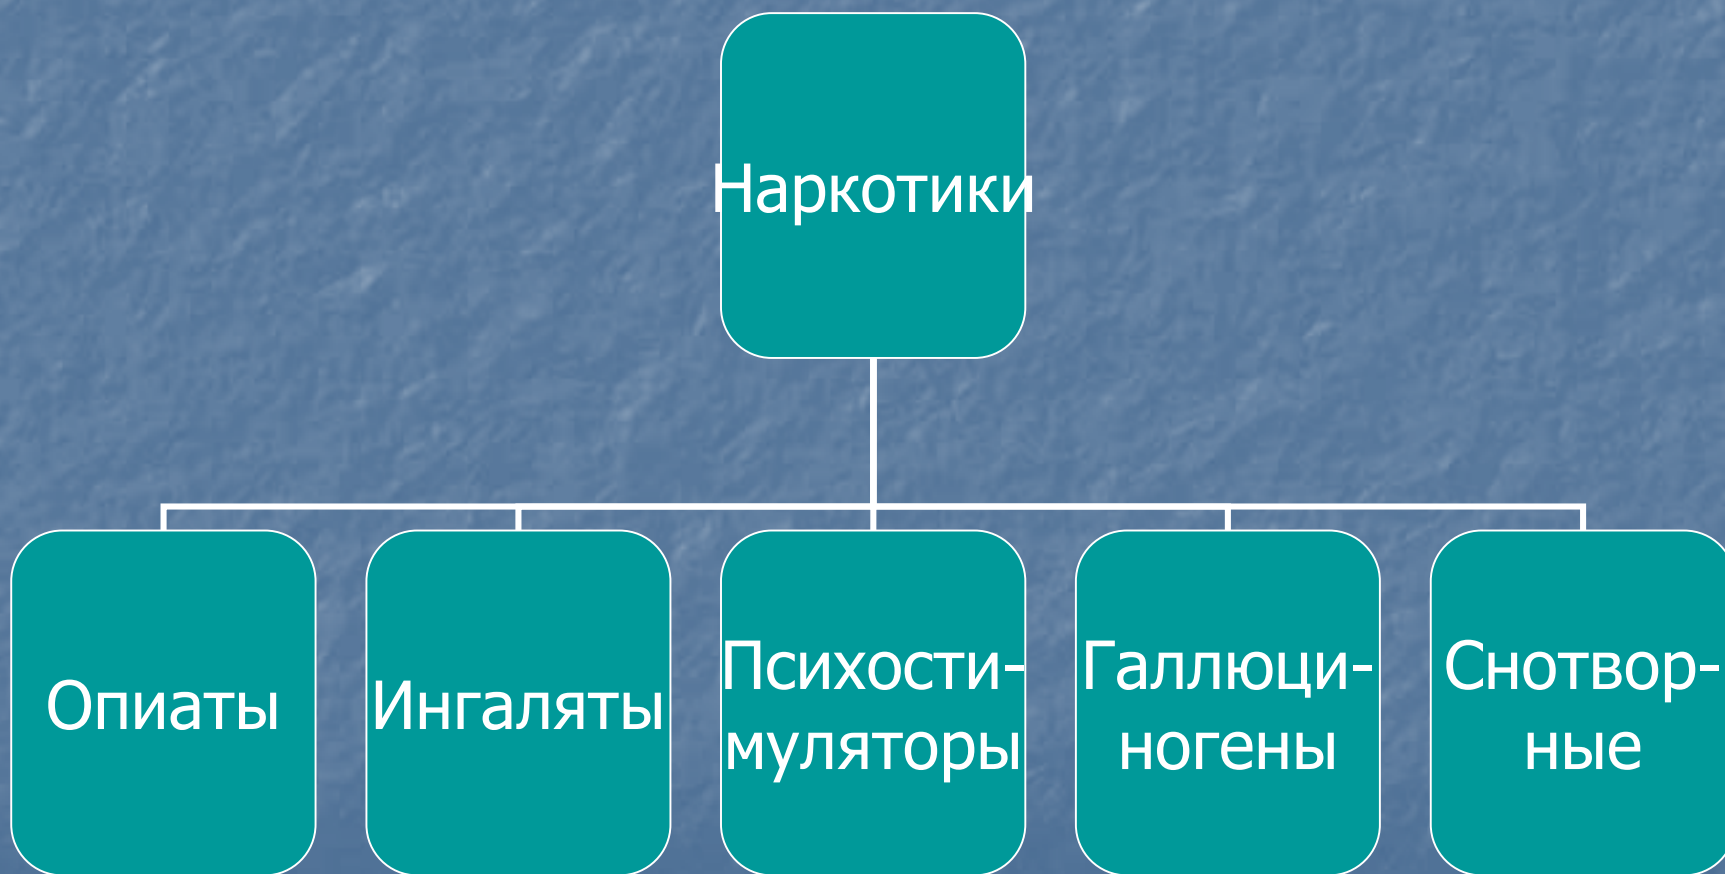 Наркотики
Опиаты
Ингаляты
Психости-
муляторы
Галлюци-
ногены
Снотвор-
ные